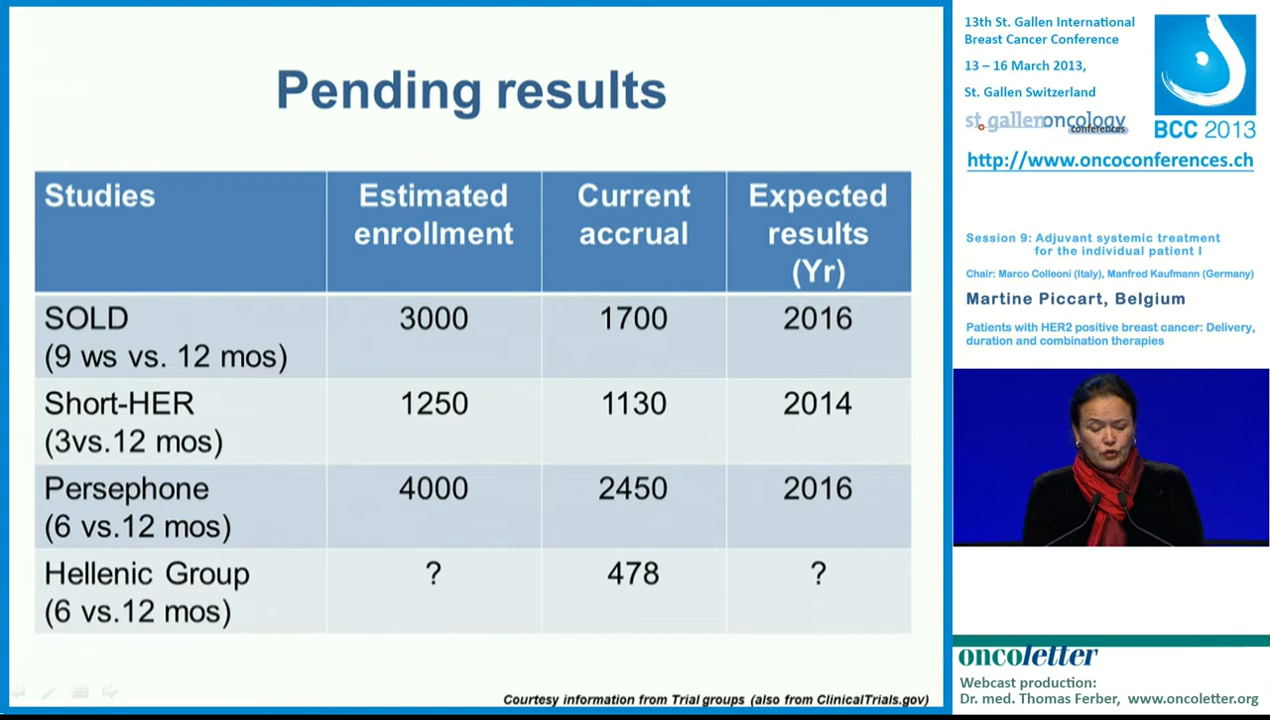 Pending results
Studies
Estimated
enrollment
Current
accrual
Expected
results
(Yr)
SOLD
(9 ws vs. 12 mos)
3000
1700
2016
Short-HER
(3vs.12 mos)
1250
1130
2014
Persephone
(6 vs.12 mos)
4000
2450
2016
Hellenic Group
(6 vs.12 mos)
?
478
?
Courtesy information from Trial groups (also from ClinicalTrials.gov)
13th St. Gallen International
Breast Cancer Conference
13 – 16 March 2013,
St. Gallen Switzerland
st.gallenoncology
conferences
BCC 2013
http://www.oncoconferences.ch
Session 9: Adjuvant systemic treatment
for the individual patient I
Chair: Marco Colleoni (Italy), Manfred Kaufmann (Germany)
Martine Piccart, Belgium
Patients with HER2 positive breast cancer: Delivery,
duration and combination therapies
oncoletter
Webcast production:
Dr. med. Thomas Ferber, www.oncoletter.org